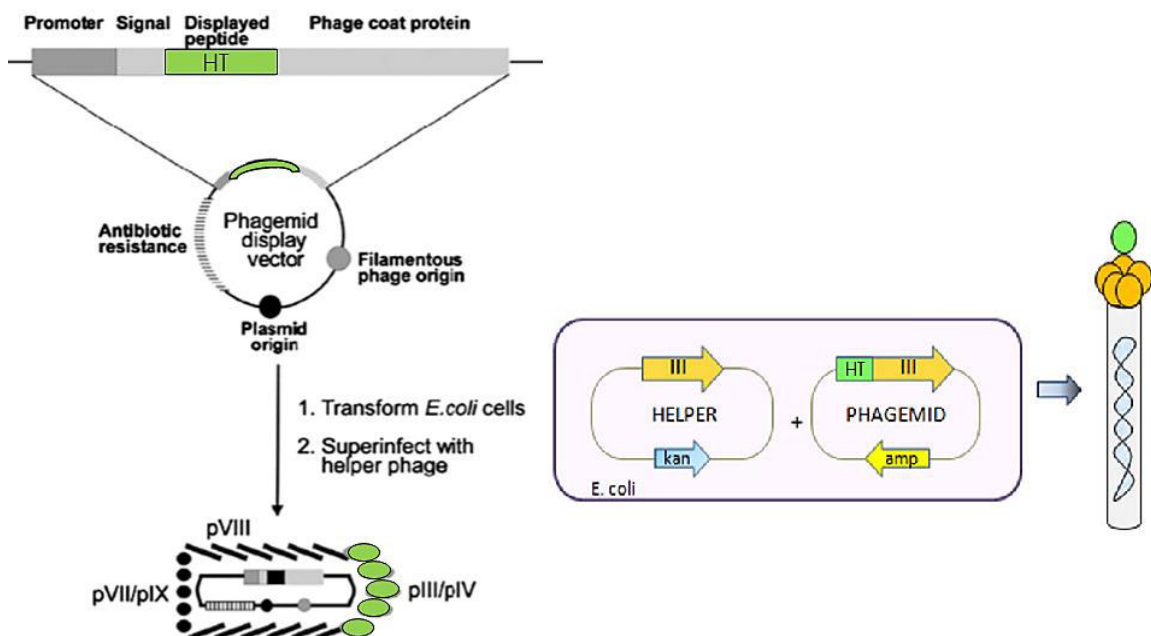 Promoter Signal Displayed Phage coat protein
peptide
HT
Antibiotic
resistance
Phagemid
display
vector
Filamentous
phage origin
Plasmid
origin
1. Transform E.coli cells
2. Superinfect with
helper phage
pVIII
pVII/pIX
pIII/pIV
III
HELPER
kan
+
HT III
PHAGEMID
amp
E. coli